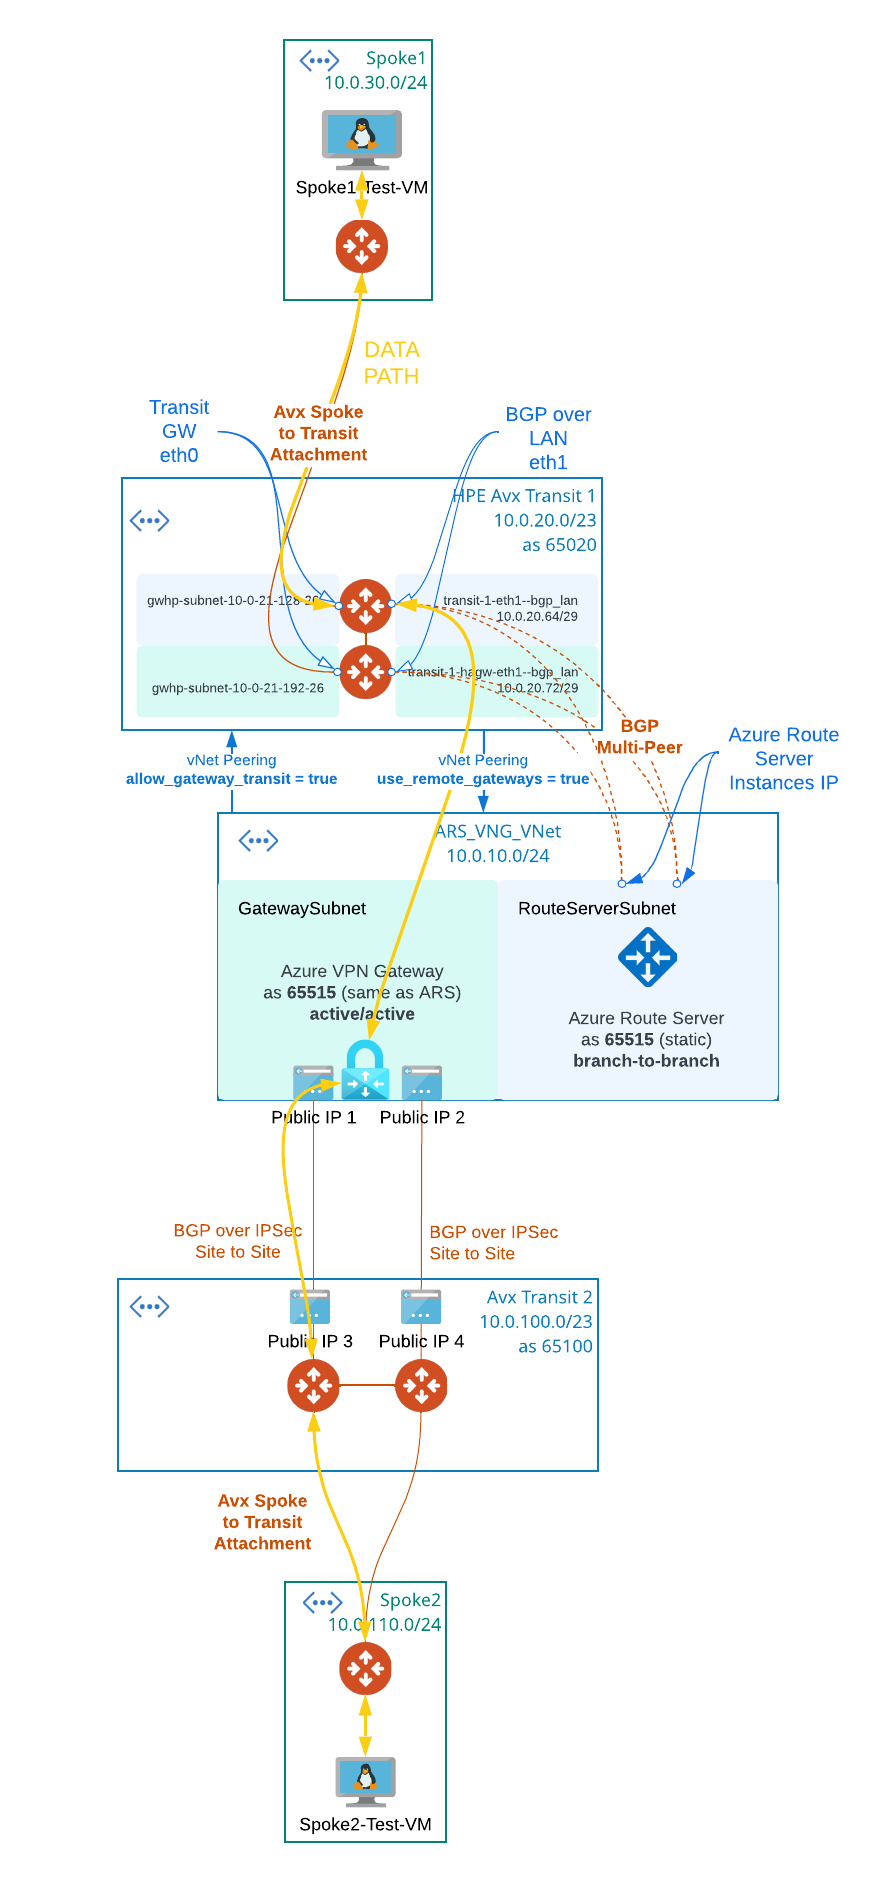 Spoke1
10.0.30.0/24
Spoke1-Test-VM
DATA
PATH
Transit
GW
eth0
Avx Spoke
to Transit
Attachment
BGP over
LAN
eth1
HPE Avx Transit 1
10.0.20.0/23
as 65020
gwhp-subnet-10-0-21-128-26
transit-1-eth1--bgp_lan
10.0.20.64/29
gwhp-subnet-10-0-21-192-26
transit-1-hagw-eth1--bgp_lan
10.0.20.72/29
BGP
Multi-Peer
Azure Route
Server
Instances IP
vNet Peering
allow_gateway_transit = true
vNet Peering
use_remote_gateways = true
ARS_VNG_VNet
10.0.10.0/24
GatewaySubnet
RouteServerSubnet
Azure VPN Gateway
as 65515 (same as ARS)
active/active
Azure Route Server
as 65515 (static)
branch-to-branch
Public IP 1
Public IP 2
BGP over IPSec
Site to Site
BGP over IPSec
Site to Site
Avx Transit 2
10.0.100.0/23
as 65100
Public IP 3
Public IP 4
Avx Spoke
to Transit
Attachment
Spoke2
10.0.110.0/24
Spoke2-Test-VM